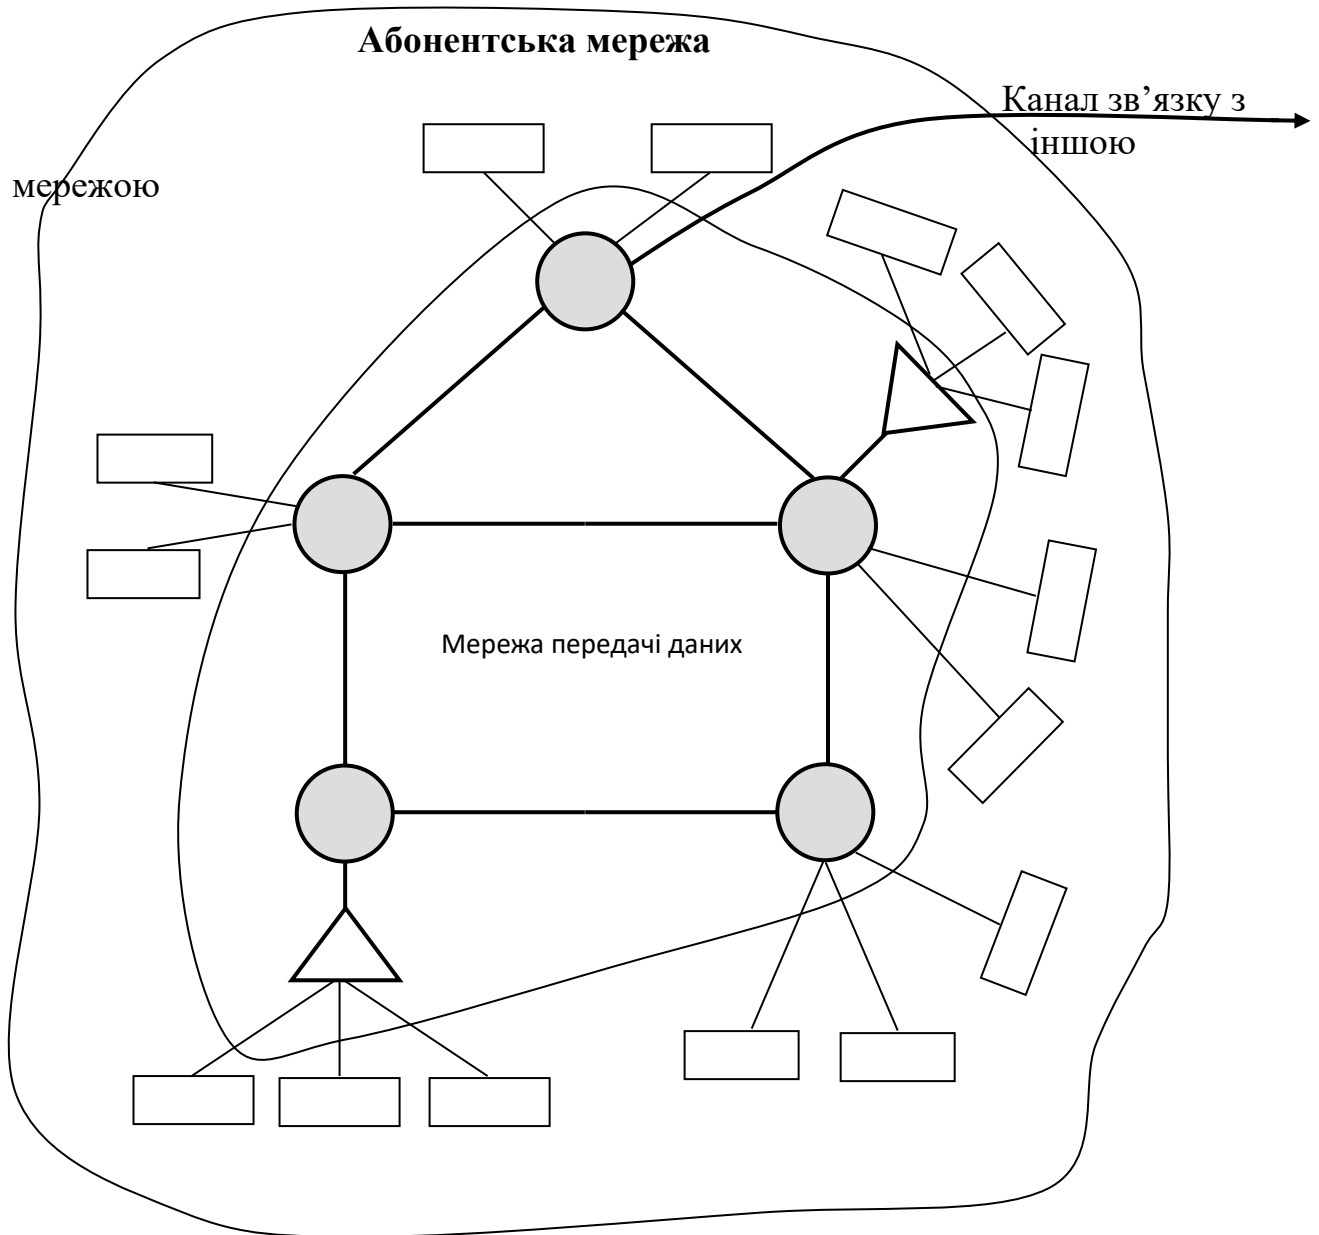 Абонентська мережа
Канал зв’язку з
іншою
мережою
Мережа передачі даних